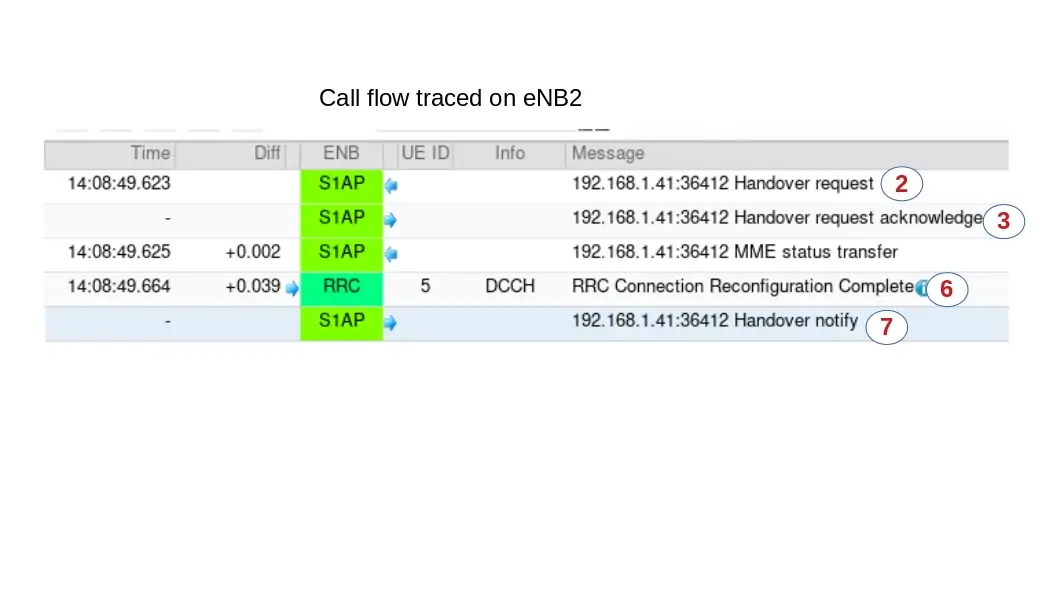 Call flow traced on eNB2
Time Diff ENB UE ID Info Message
14:08:49.623 S1AP 192.168.1.41:36412 Handover request 2
- S1AP 192.168.1.41:36412 Handover request acknowledge 3
14:08:49.625 +0.002 S1AP 192.168.1.41:36412 MME status transfer
14:08:49.664 +0.039 RRC 5 DCCH RRC Connection Reconfiguration Complete 6
- S1AP 192.168.1.41:36412 Handover notify 7